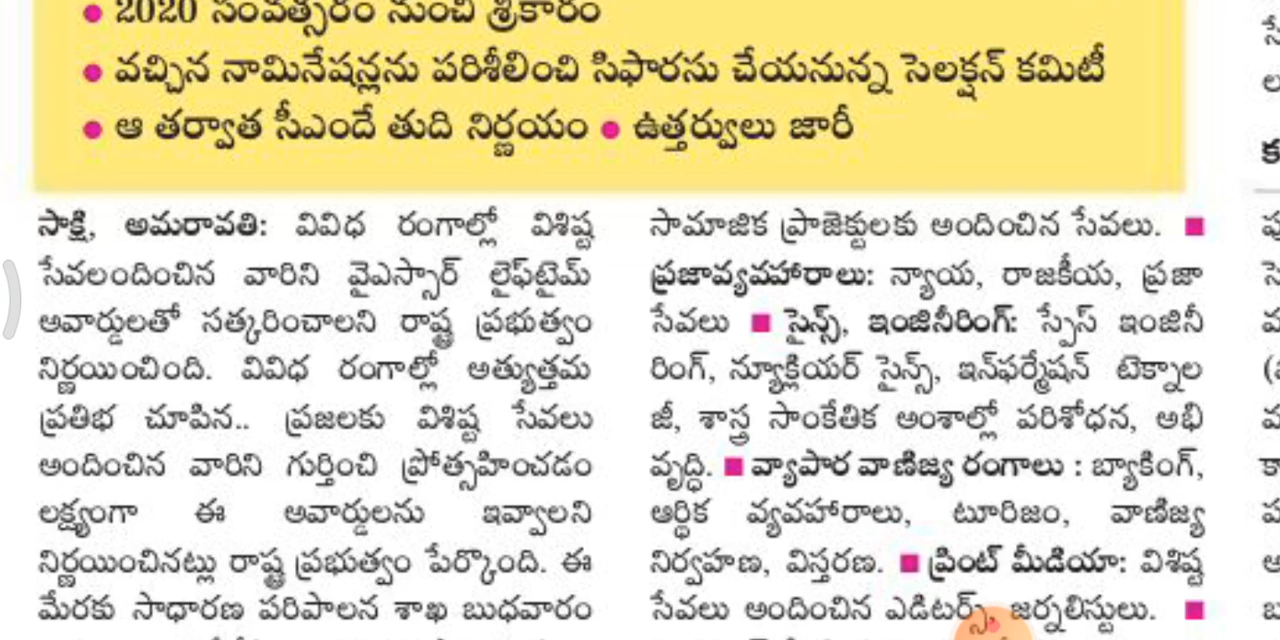 • 2020 సంవత్సరం నుంచి శ్రీకారం
• వచ్చిన నామినేషన్లను పరిశీలించి సిఫారసు చేయనున్న సెలక్షన్ కమిటీ
• ఆ తర్వాత సీఎందే తుది నిర్ణయం • ఉత్తర్వులు జారీ
సాక్షి, అమరావతి: వివిధ రంగాల్లో విశిష్ట
సేవలందించిన వారిని వైఎస్సార్ లైఫ్‌టైమ్
అవార్డులతో సత్కరించాలని రాష్ట్ర ప్రభుత్వం
నిర్ణయించింది. వివిధ రంగాల్లో అత్యుత్తమ
ప్రతిభ చూపిన.. ప్రజలకు విశిష్ట సేవలు
అందించిన వారిని గుర్తించి ప్రోత్సహించడం
లక్ష్యంగా ఈ అవార్డులను ఇవ్వాలని
నిర్ణయించినట్లు రాష్ట్ర ప్రభుత్వం పేర్కొంది. ఈ
మేరకు సాధారణ పరిపాలన శాఖ బుధవారం
సామాజిక ప్రాజెక్టులకు అందించిన సేవలు. ■
ప్రజావ్యవహారాలు: న్యాయ, రాజకీయ, ప్రజా
సేవలు ■ సైన్స్, ఇంజినీరింగ్: స్పేస్ ఇంజినీ
రింగ్, న్యూక్లియర్ సైన్స్, ఇన్‌ఫర్మేషన్ టెక్నాల
జీ, శాస్త్ర సాంకేతిక అంశాల్లో పరిశోధన, అభి
వృద్ధి. ■ వ్యాపార వాణిజ్య రంగాలు : బ్యాకింగ్,
ఆర్థిక వ్యవహారాలు, టూరిజం, వాణిజ్య
నిర్వహణ, విస్తరణ. ■ ప్రింట్ మీడియా: విశిష్ట
సేవలు అందించిన ఎడిటర్స్, జర్నలిస్టులు. ■